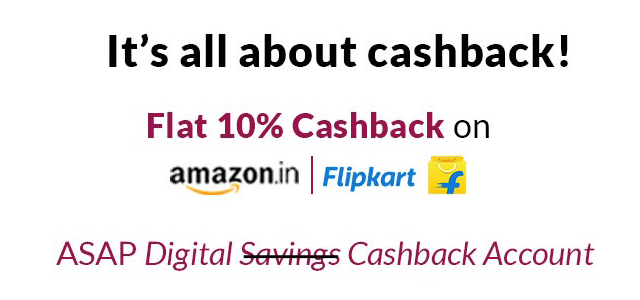 It's all about cashback!
Flat 10% Cashback on
amazon.in | Flipkart
ASAP Digital Savings Cashback Account